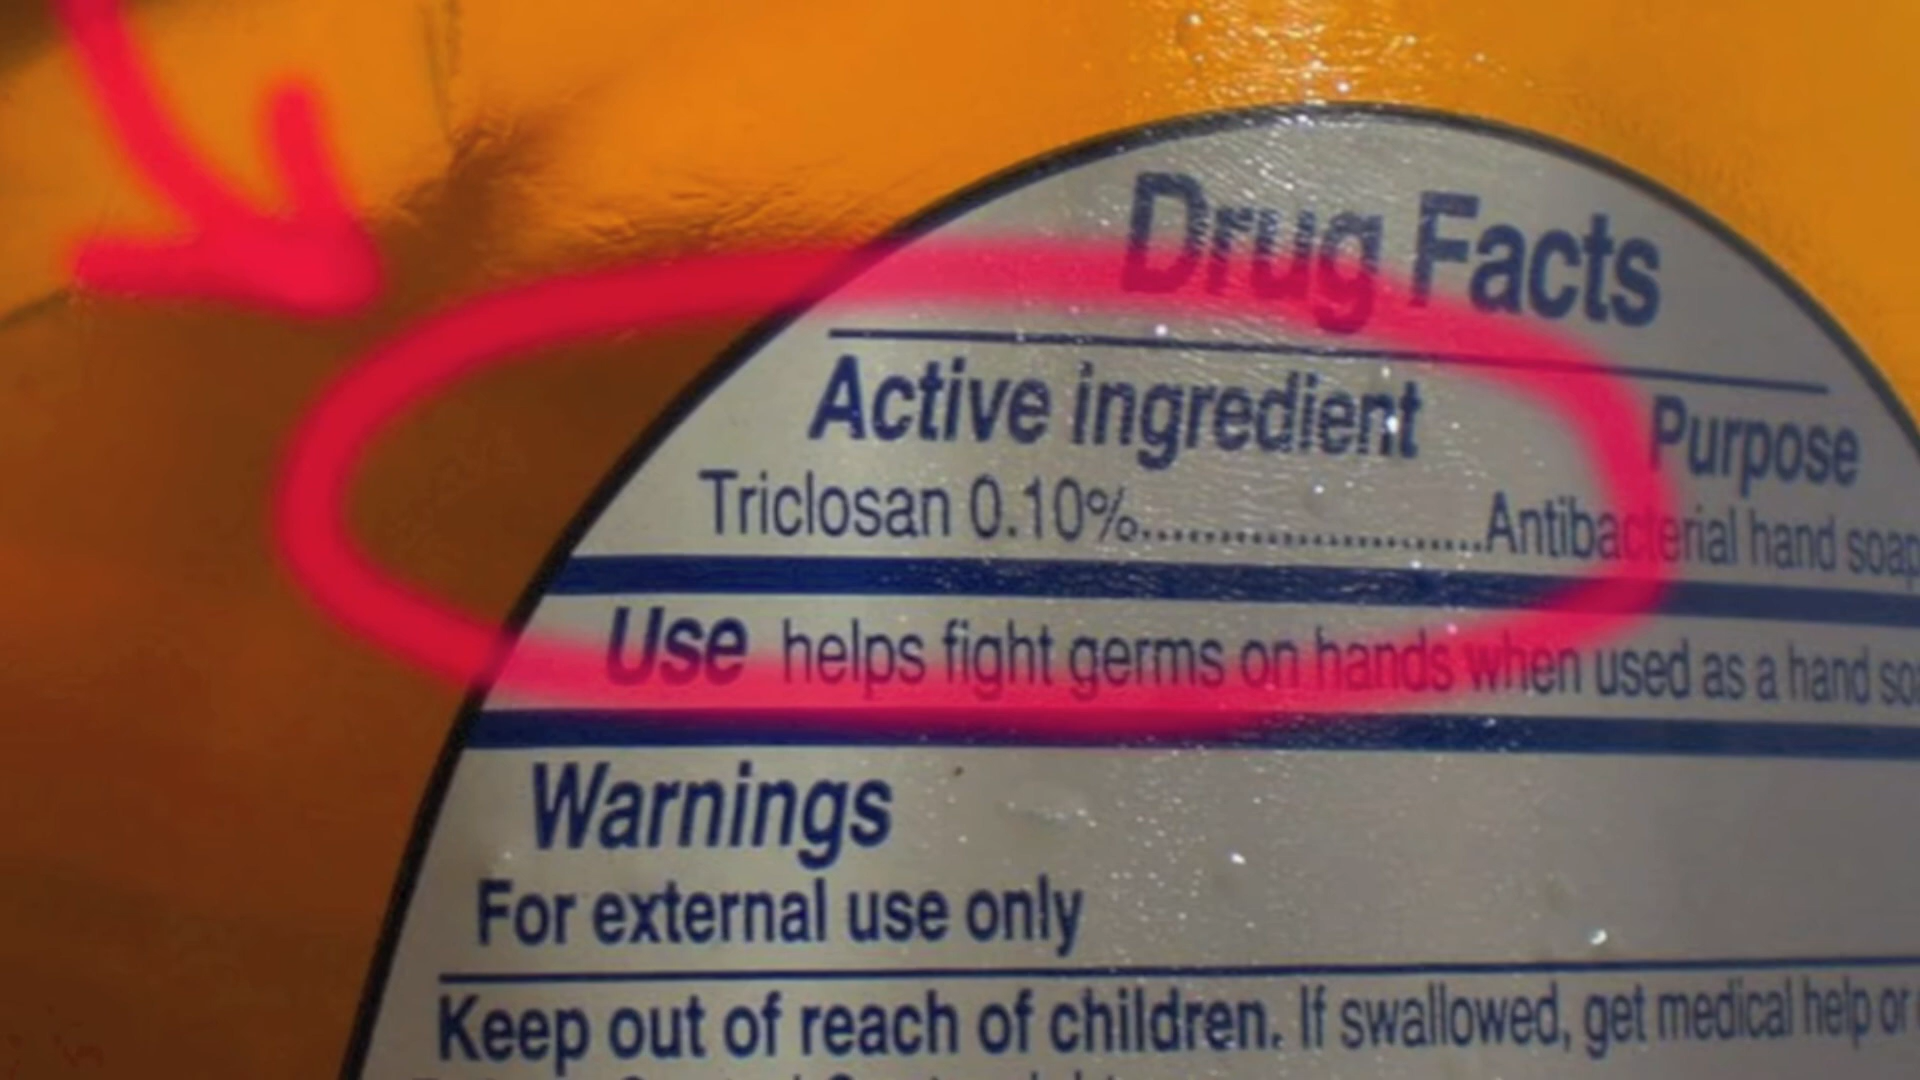 Drug Facts
Active ingredient Purpose
Triclosan 0.10%......................Antibacterial hand soap
Use helps fight germs on hands when used as a hand
Warnings
For external use only
Keep out of reach of children. If swallowed, get medical help or